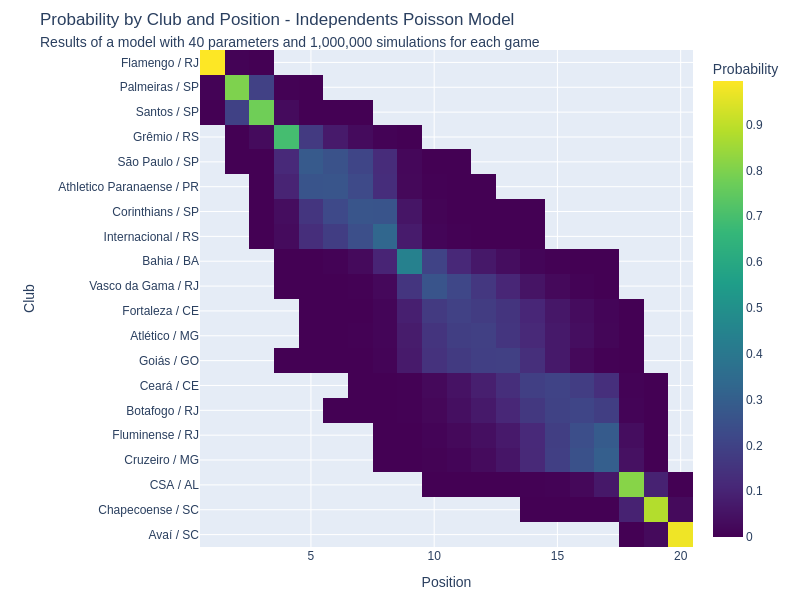 Probability by Club and Position - Independents Poisson Model
Results of a model with 40 parameters and 1,000,000 simulations for each game
Probability
Flamengo / RJ
Palmeiras / SP
Santos / SP
Grêmio / RS
São Paulo / SP
Athletico Paranaense / PR
Corinthians / SP
Internacional / RS
Bahia / BA
Vasco da Gama / RJ
Fortaleza / CE
Atlético / MG
Goiás / GO
Ceará / CE
Botafogo / RJ
Fluminense / RJ
Cruzeiro / MG
CSA / AL
Chapecoense / SC
Avaí / SC
Club
0.9
0.8
0.7
0.6
0.5
0.4
0.3
0.2
0.1
0
5 10 15 20
Position